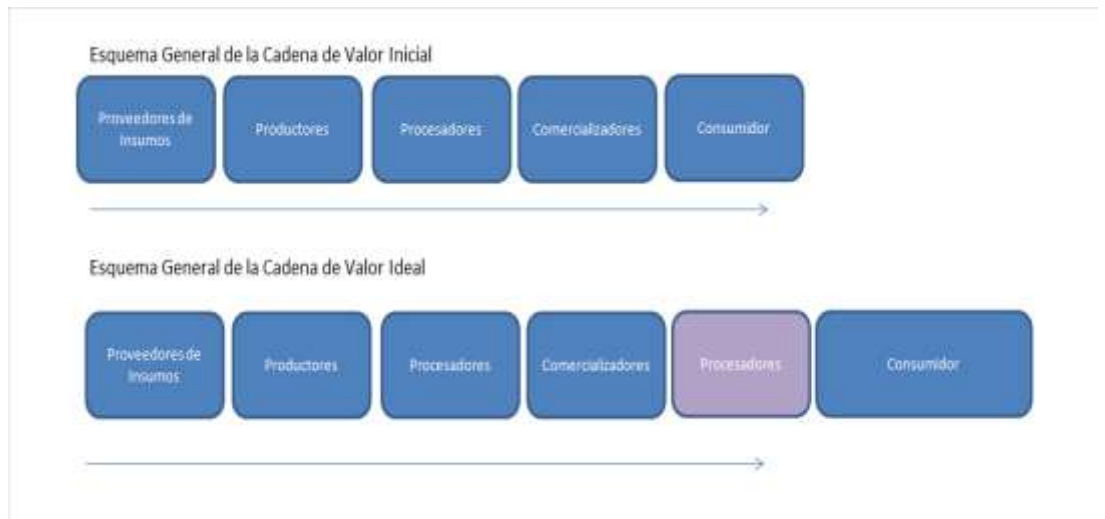 Esquema General de la Cadena de Valor Inicial
Proveedores de
Insumos
Productores
Procesadores
Comercializadores
Consumidor
Esquema General de la Cadena de Valor Ideal
Proveedores de
Insumos
Productores
Procesadores
Comercializadores
Procesadores
Consumidor